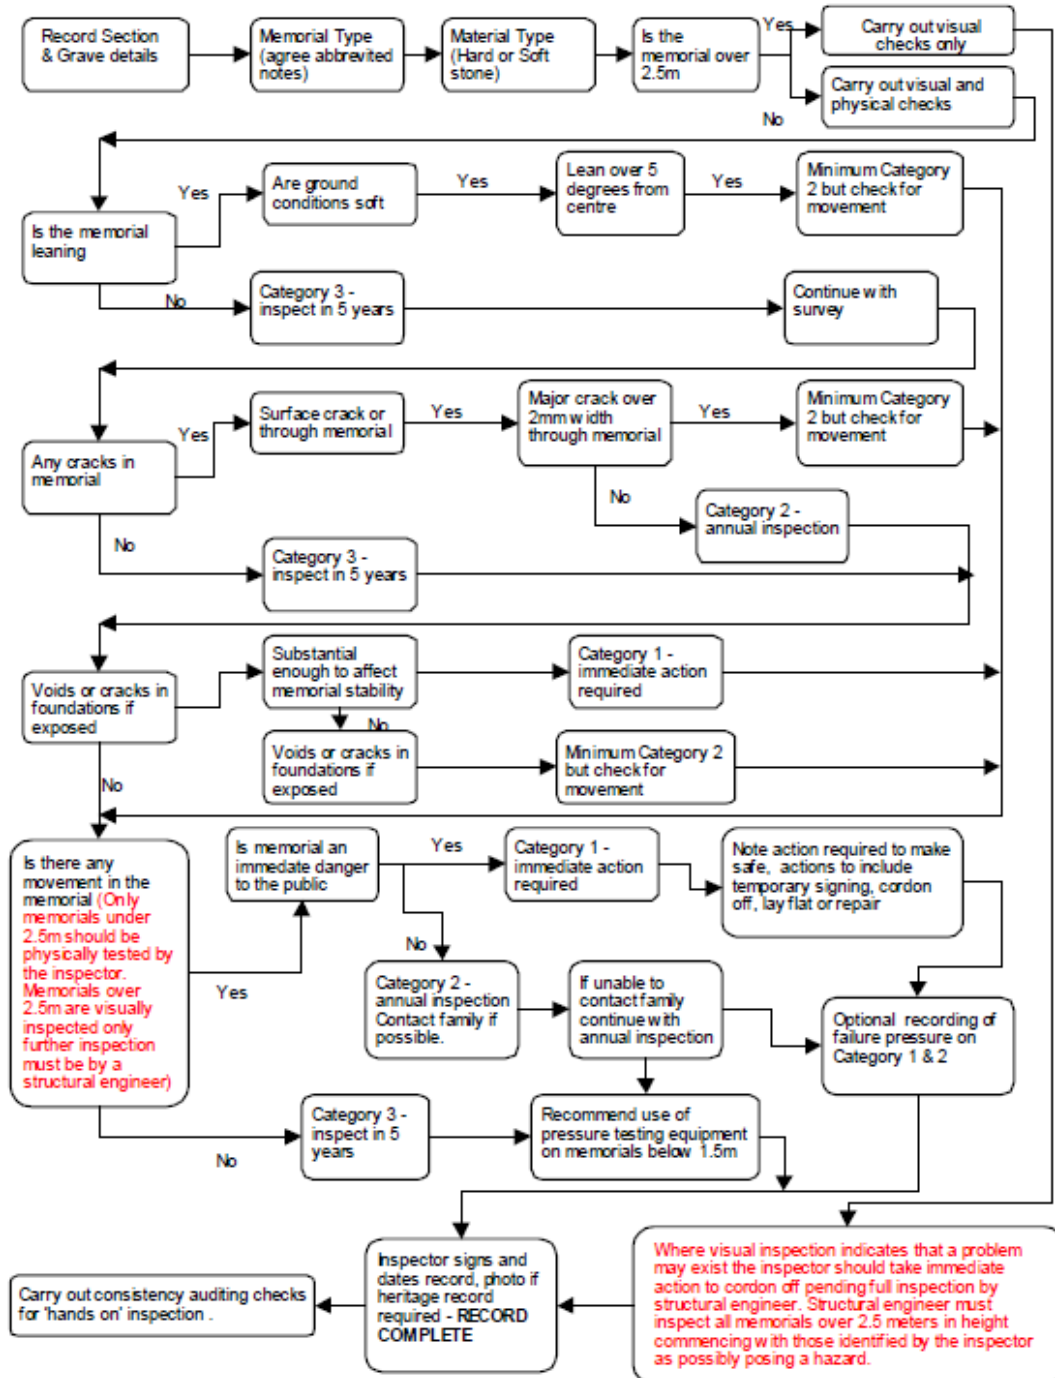 Record Section
& Grave details
Memorial Type
(agree abbrevited
notes)
Material Type
(Hard or Soft
stone)
Is the
memorial over
2.5m
Yes
Carry out visual
checks only
Carry out visual and
physical checks
No
Is the memorial
leaning
Yes
Are ground
conditions soft
Yes
Lean over 5
degrees from
centre
Yes
Minimum Category
2 but check for
movement
No
Category 3 -
inspect in 5 years
Continue with
survey
Any cracks in
memorial
Yes
Surface crack or
through memorial
Yes
Major crack over
2mm width
through memorial
Yes
Minimum Category
2 but check for
movement
No
Category 2 -
annual inspection
No
Category 3 -
inspect in 5 years
Voids or cracks in
foundations if
exposed
Substantial
enough to affect
memorial stability
Category 1 -
immediate action
required
No
Voids or cracks in
foundations if
exposed
Minimum Category 2
but check for
movement
No
Is there any
movement in the
memorial (Only
memorials under
2.5m should be
physically tested by
the inspector.
Memorials over
2.5m are visually
inspected only
further inspection
must be by a
structural engineer)
Yes
Is memorial an
immedate danger
to the public
Yes
Category 1 -
immediate action
required
Note action required to make
safe, actions to include
temporary signing, cordon
off, lay flat or repair
No
Category 2 -
annual inspection
Contact family if
possible.
If unable to
contact family
continue with
annual inspection
Optional recording of
failure pressure on
Category 1 & 2
No
Category 3 -
inspect in 5
years
Recommend use of
pressure testing equipment
on memorials below 1.5m
Carry out consistency auditing checks
for 'hands on' inspection .
Inspector signs and
dates record, photo if
heritage record
required - RECORD
COMPLETE
Where visual inspection indicates that a problem
may exist the inspector should take immediate
action to cordon off pending full inspection by
structural engineer. Structural engineer must
inspect all memorials over 2.5 meters in height
commencing with those identified by the inspector
as possibly posing a hazard.